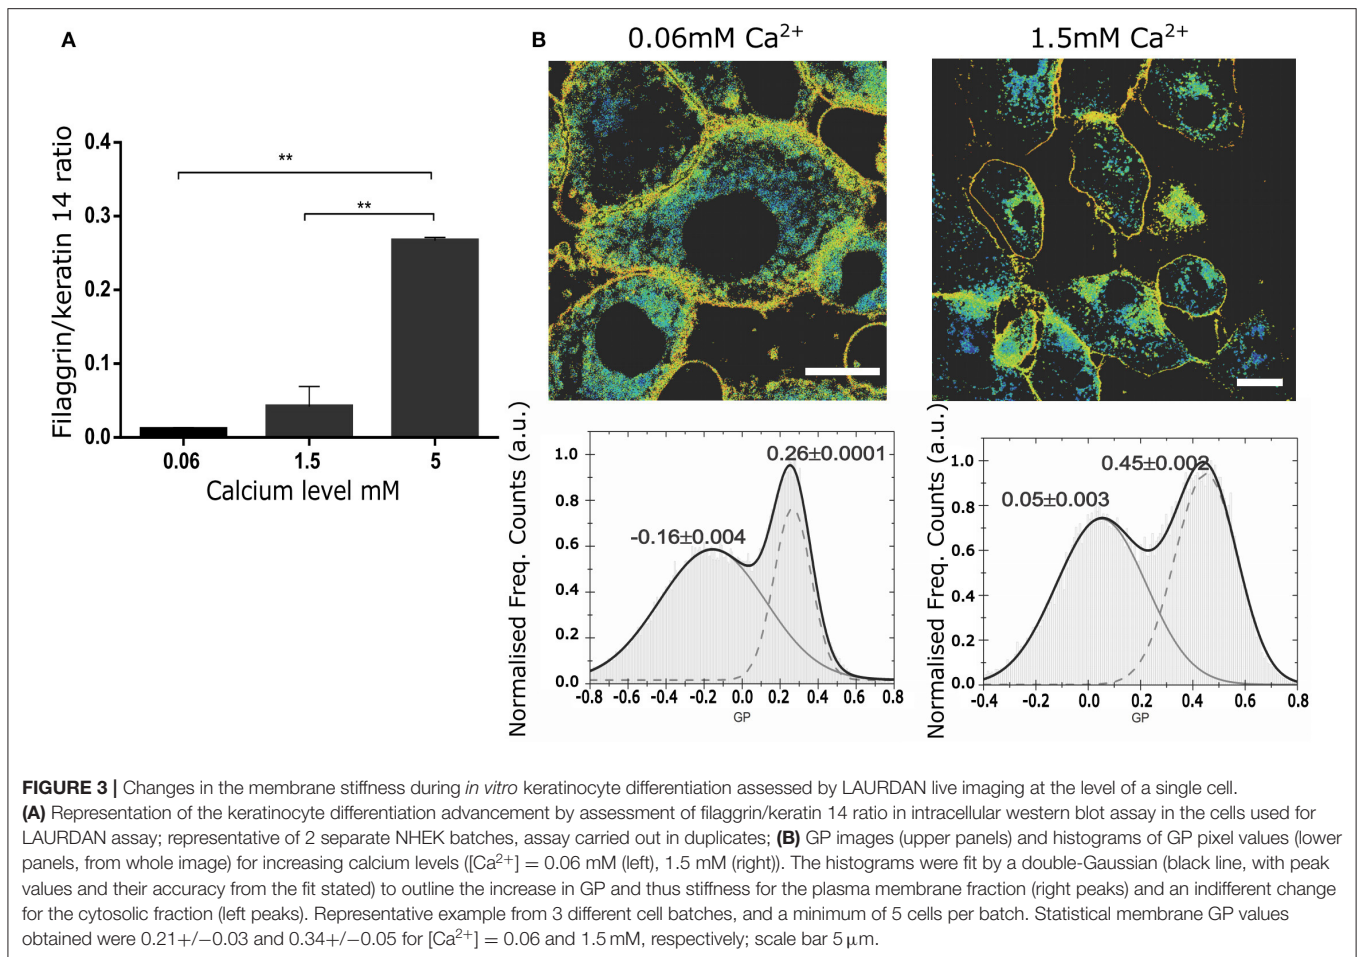 A
Filaggrin/keratin 14 ratio
0.4
0.3
0.2
0.1
0.0
**
**
0.06
1.5
5
Calcium level mM
B
0.06mM Ca²⁺
1.5mM Ca²⁺
Normalised Freq. Counts (a.u.)
1.0
0.8
0.6
0.4
0.2
0.0
-0.16±0.004
0.26±0.0001
-0.8 -0.6 -0.4 -0.2 0.0 0.2 0.4 0.6 0.8
GP
Normalised Freq. Counts (a.u.)
1.0
0.8
0.6
0.4
0.2
0.0
0.05±0.003
0.45±0.002
-0.4 -0.2 0.0 0.2 0.4 0.6 0.8
GP
FIGURE 3 | Changes in the membrane stiffness during in vitro keratinocyte differentiation assessed by LAURDAN live imaging at the level of a single cell.
(A) Representation of the keratinocyte differentiation advancement by assessment of filaggrin/keratin 14 ratio in intracellular western blot assay in the cells used for
LAURDAN assay; representative of 2 separate NHEK batches, assay carried out in duplicates; (B) GP images (upper panels) and histograms of GP pixel values (lower
panels, from whole image) for increasing calcium levels ([Ca²⁺] = 0.06 mM (left), 1.5 mM (right)). The histograms were fit by a double-Gaussian (black line, with peak
values and their accuracy from the fit stated) to outline the increase in GP and thus stiffness for the plasma membrane fraction (right peaks) and an indifferent change
for the cytosolic fraction (left peaks). Representative example from 3 different cell batches, and a minimum of 5 cells per batch. Statistical membrane GP values
obtained were 0.21+/−0.03 and 0.34+/−0.05 for [Ca²⁺] = 0.06 and 1.5 mM, respectively; scale bar 5 μm.